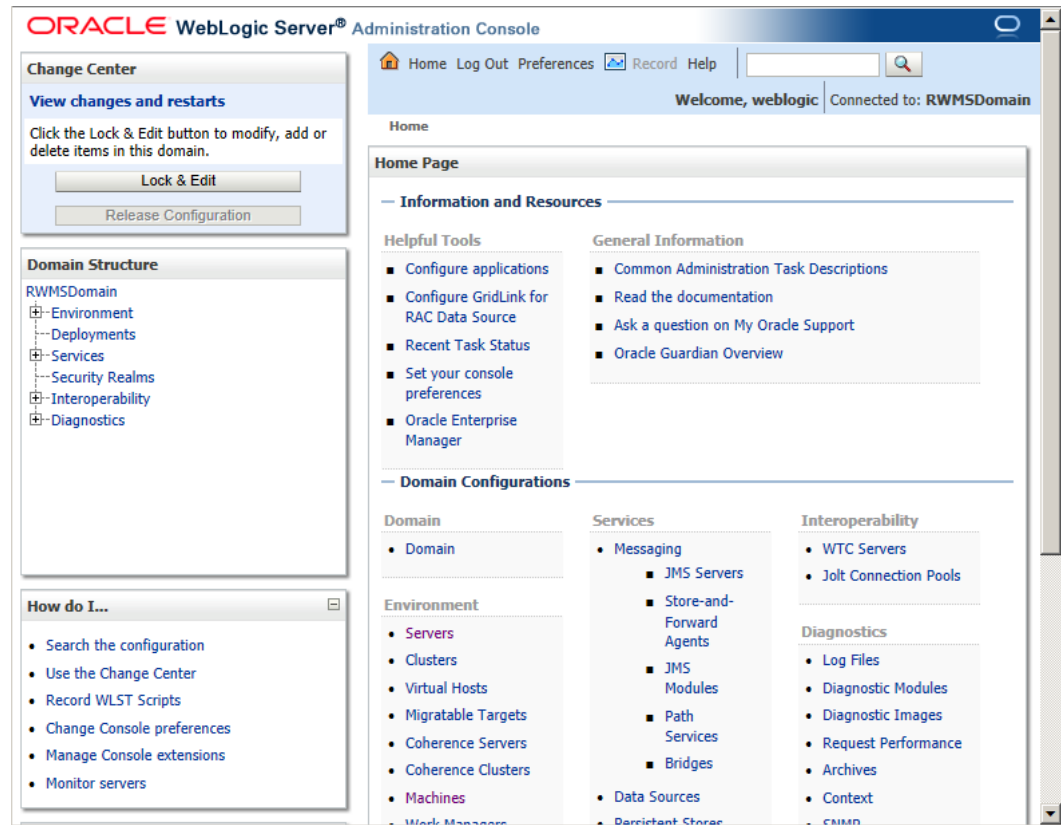 ORACLE WebLogic Server® Administration Console
Change Center
View changes and restarts
Click the Lock & Edit button to modify, add or
delete items in this domain.
Lock & Edit
Release Configuration
Domain Structure
RWMSDomain
Environment
Deployments
Services
Security Realms
Interoperability
Diagnostics
How do I...
Search the configuration
Use the Change Center
Record WLST Scripts
Change Console preferences
Manage Console extensions
Monitor servers
Home Log Out Preferences Record Help
Welcome, weblogic Connected to: RWMSDomain
Home
Home Page
Information and Resources
Helpful Tools
Configure applications
Configure GridLink for
RAC Data Source
Recent Task Status
Set your console
preferences
Oracle Enterprise
Manager
General Information
Common Administration Task Descriptions
Read the documentation
Ask a question on My Oracle Support
Oracle Guardian Overview
Domain Configurations
Domain
Domain
Environment
Servers
Clusters
Virtual Hosts
Migratable Targets
Coherence Servers
Coherence Clusters
Machines
Work Managers
Services
Messaging
JMS Servers
Store-and-
Forward
Agents
JMS
Modules
Path
Services
Bridges
Data Sources
Persistent Stores
Interoperability
WTC Servers
Jolt Connection Pools
Diagnostics
Log Files
Diagnostic Modules
Diagnostic Images
Request Performance
Archives
Context
SNMP